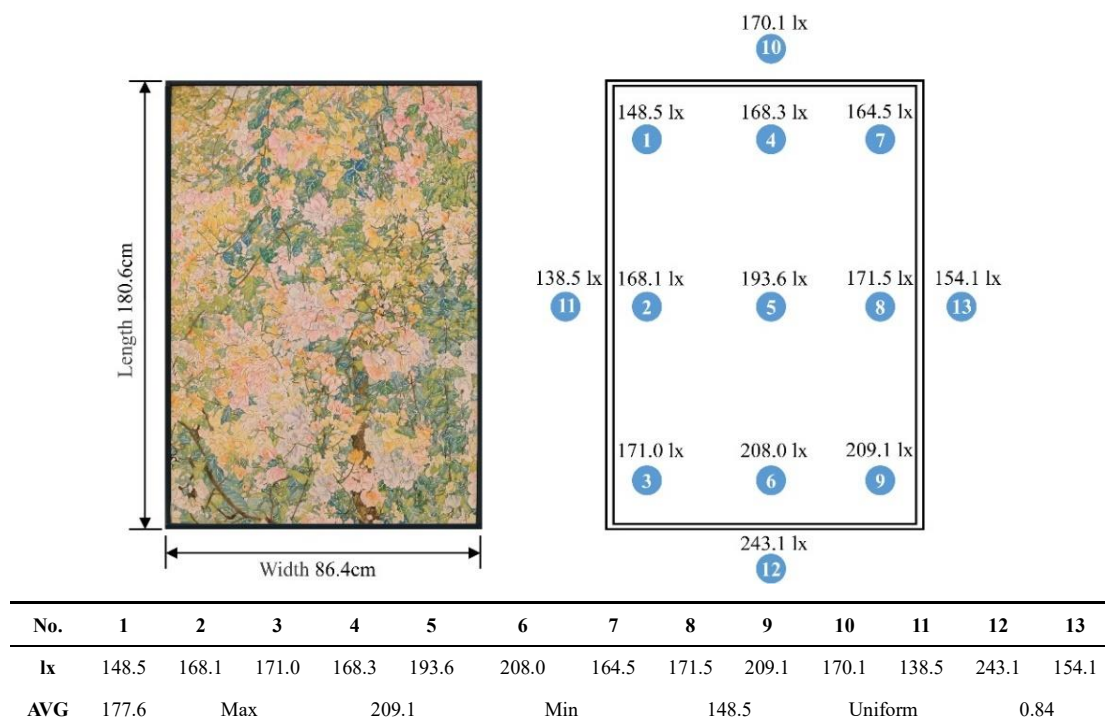 170.1 lx
10
148.5 lx 168.3 lx 164.5 lx
1 4 7
Length 180.6cm
138.5 lx 168.1 lx 193.6 lx 171.5 lx 154.1 lx
11 2 5 8 13
171.0 lx 208.0 lx 209.1 lx
3 6 9
243.1 lx
Width 86.4cm
12
No. 1 2 3 4 5 6 7 8 9 10 11 12 13
lx 148.5 168.1 171.0 168.3 193.6 208.0 164.5 171.5 209.1 170.1 138.5 243.1 154.1
AVG 177.6 Max 209.1 Min 148.5 Uniform 0.84